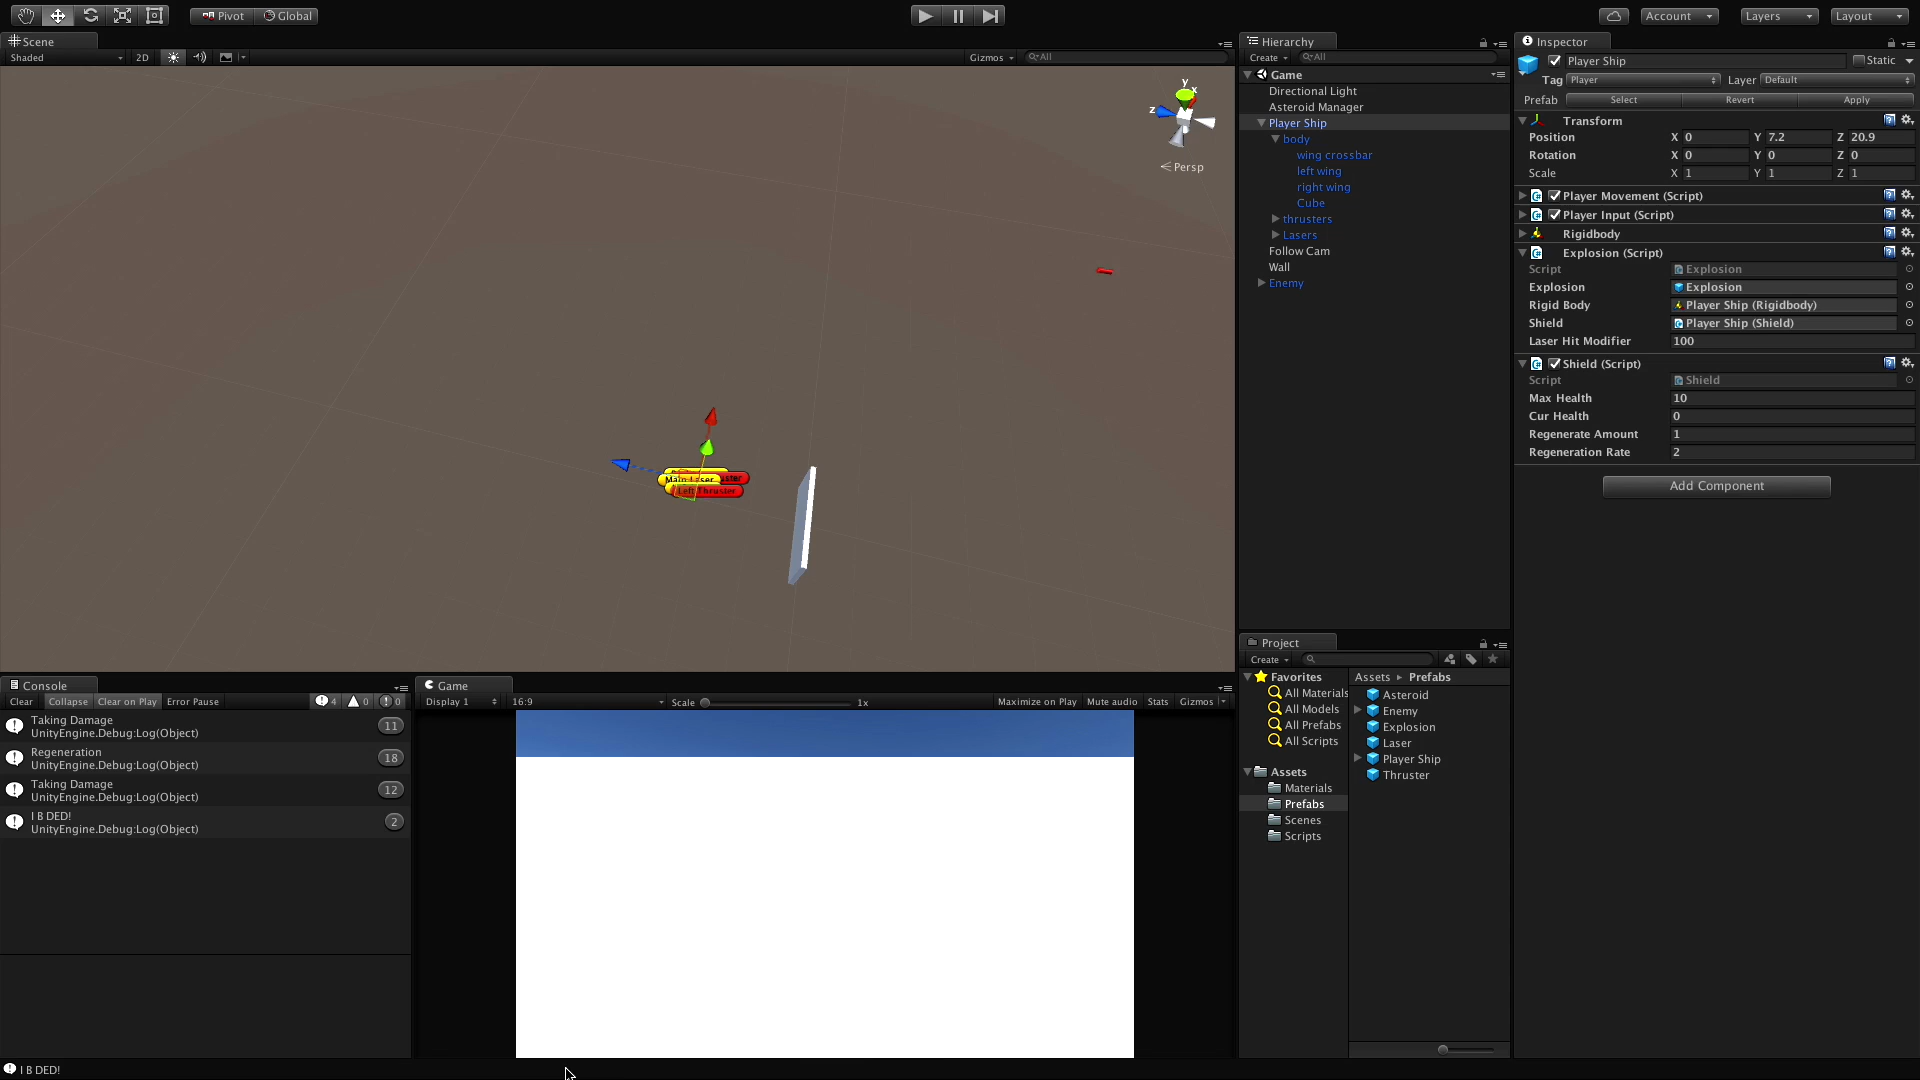 Pivot
Global
Account
Layers
Layout
Scene
Shaded
2D
Gizmos
All
y
x
z
Persp
Main Laser
Left Thruster
Hierarchy
Create
All
Game
Directional Light
Asteroid Manager
Player Ship
body
wing crossbar
left wing
right wing
Cube
thrusters
Lasers
Follow Cam
Wall
Enemy
Inspector
Player Ship
Static
Tag Player Layer Default
Prefab Select Revert Apply
Transform
Position X 0 Y 7.2 Z 20.9
Rotation X 0 Y 0 Z 0
Scale X 1 Y 1 Z 1
Player Movement (Script)
Player Input (Script)
Rigidbody
Explosion (Script)
Script Explosion
Explosion Explosion
Rigid Body Player Ship (Rigidbody)
Shield Player Ship (Shield)
Laser Hit Modifier 100
Shield (Script)
Script Shield
Max Health 10
Cur Health 0
Regenerate Amount 1
Regeneration Rate 2
Add Component
Console
Clear Collapse Clear on Play Error Pause 4 0 0
Taking Damage
UnityEngine.Debug:Log(Object)
11
Regeneration
UnityEngine.Debug:Log(Object)
18
Taking Damage
UnityEngine.Debug:Log(Object)
12
I B DED!
UnityEngine.Debug:Log(Object)
2
Game
Display 1 16:9 Scale 1x Maximize on Play Mute audio Stats Gizmos
Project
Create
Favorites
All Materials
All Models
All Prefabs
All Scripts
Assets
Materials
Prefabs
Scenes
Scripts
Assets Prefabs
Asteroid
Enemy
Explosion
Laser
Player Ship
Thruster
I B DED!